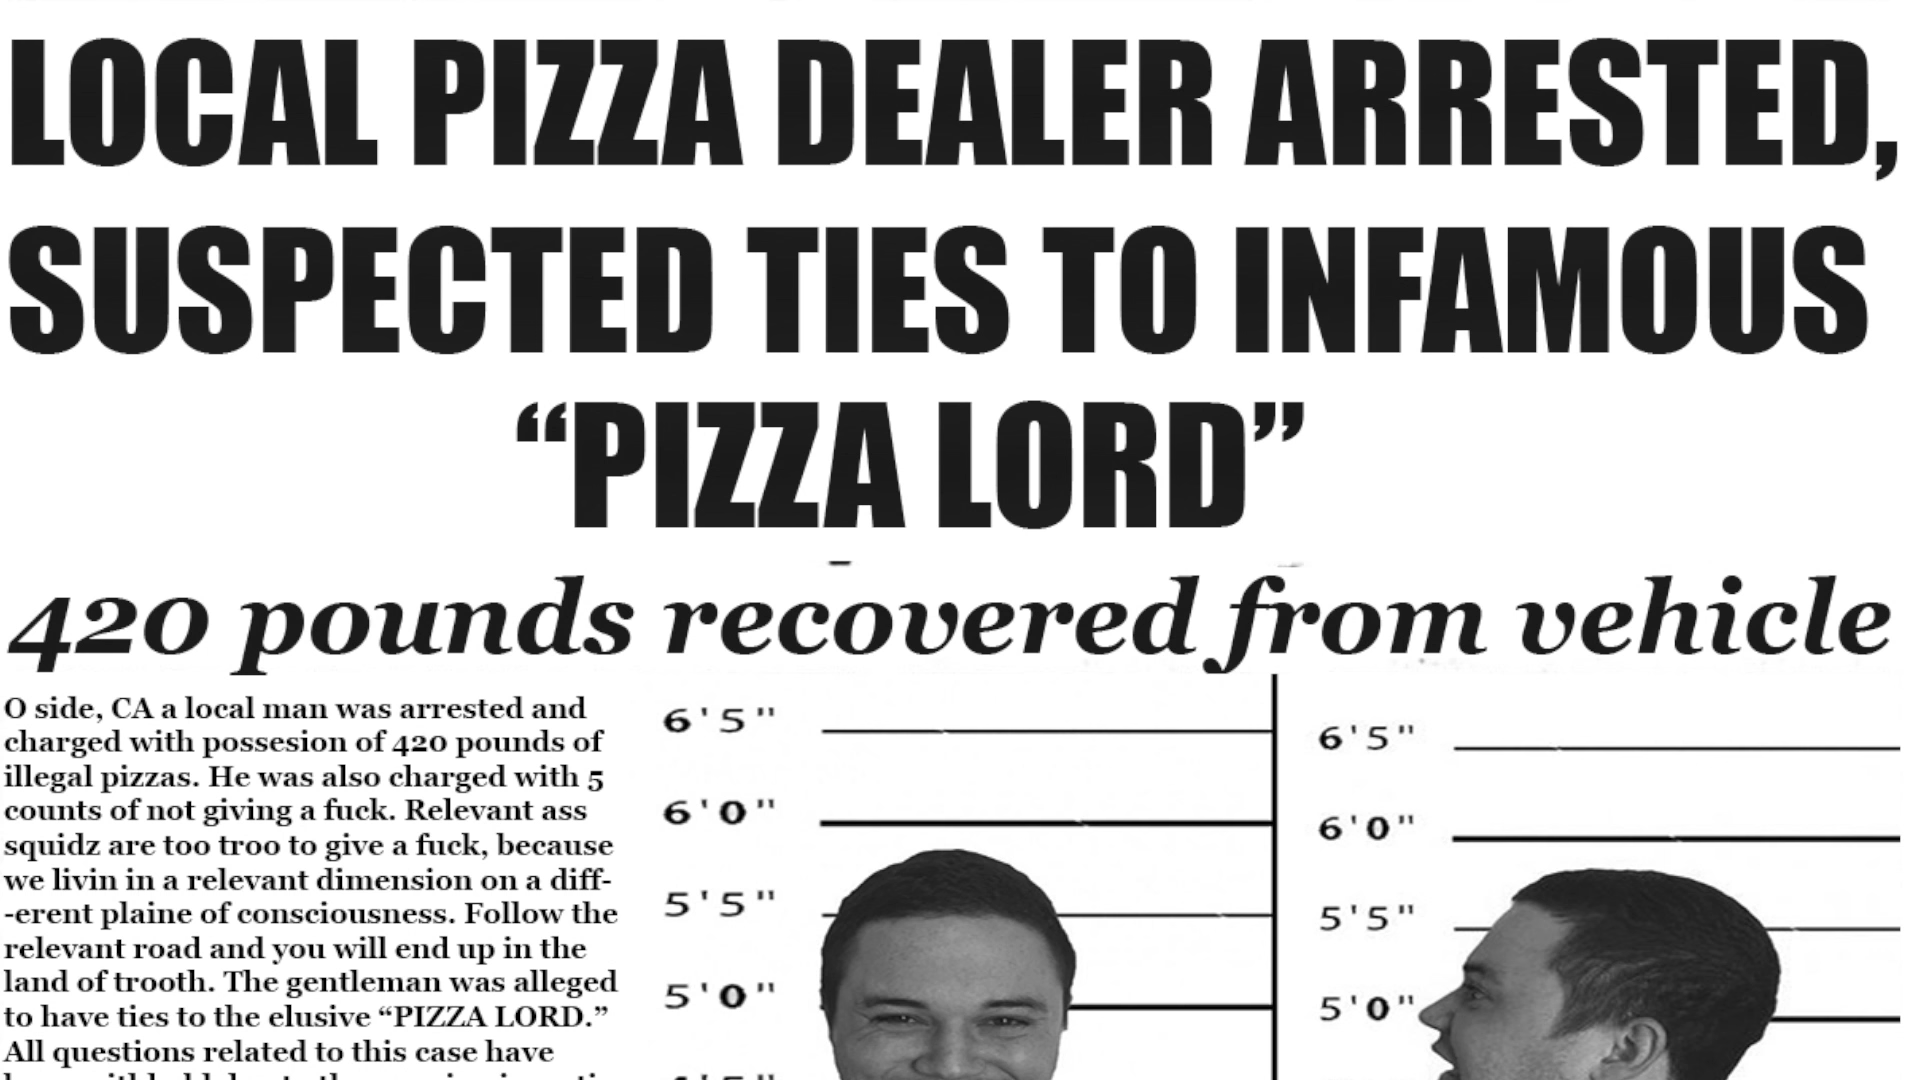 LOCAL PIZZA DEALER ARRESTED,
SUSPECTED TIES TO INFAMOUS
“PIZZA LORD”
420 pounds recovered from vehicle
O side, CA a local man was arrested and
charged with possesion of 420 pounds of
illegal pizzas. He was also charged with 5
counts of not giving a fuck. Relevant ass
squidz are too troo to give a fuck, because
we livin in a relevant dimension on a diff-
-erent plaine of consciousness. Follow the
relevant road and you will end up in the
land of trooth. The gentleman was alleged
to have ties to the elusive “PIZZA LORD.”
All questions related to this case have
6'5"
6'0"
5'5"
5'0"
6'5"
6'0"
5'5"
5'0"